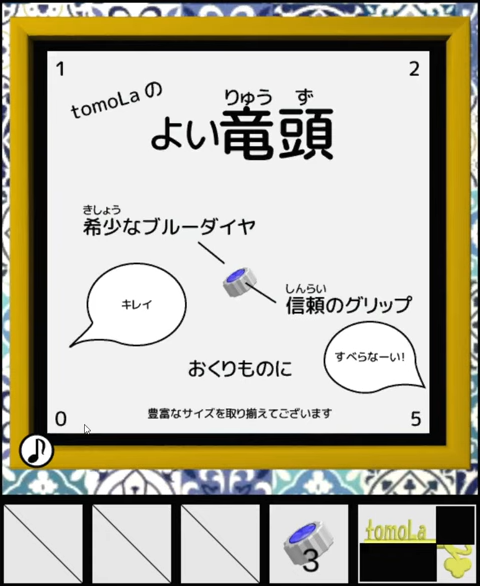 1
2
tomoLaの
りゅう ず
よい竜頭
きしょう
希少なブルーダイヤ
しんらい
信頼のグリップ
キレイ
すべらなーい!
おくりものに
豊富なサイズを取り揃えてございます
0
5
3
tomoLa